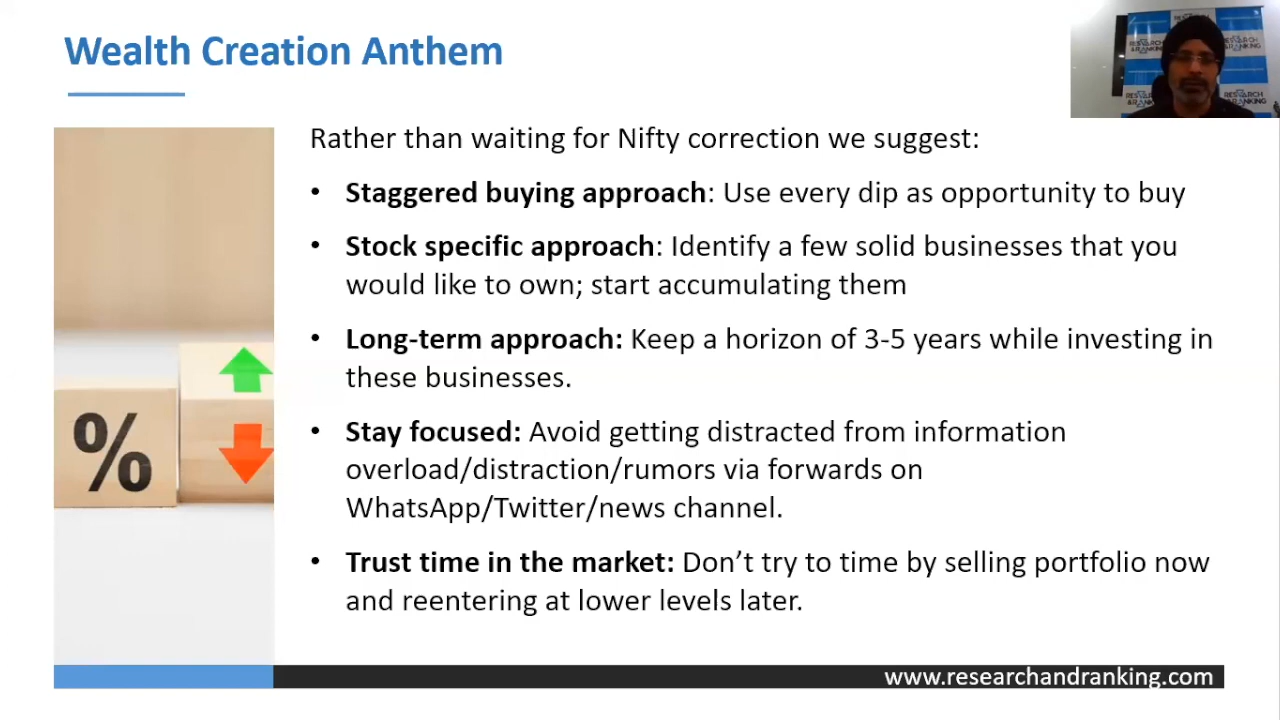 Wealth Creation Anthem
RESEARCH
&RANKING
Rather than waiting for Nifty correction we suggest:
• Staggered buying approach: Use every dip as opportunity to buy
• Stock specific approach: Identify a few solid businesses that you
would like to own; start accumulating them
• Long-term approach: Keep a horizon of 3-5 years while investing in
these businesses.
• Stay focused: Avoid getting distracted from information
overload/distraction/rumors via forwards on
WhatsApp/Twitter/news channel.
• Trust time in the market: Don’t try to time by selling portfolio now
and reentering at lower levels later.
%
www.researchandranking.com